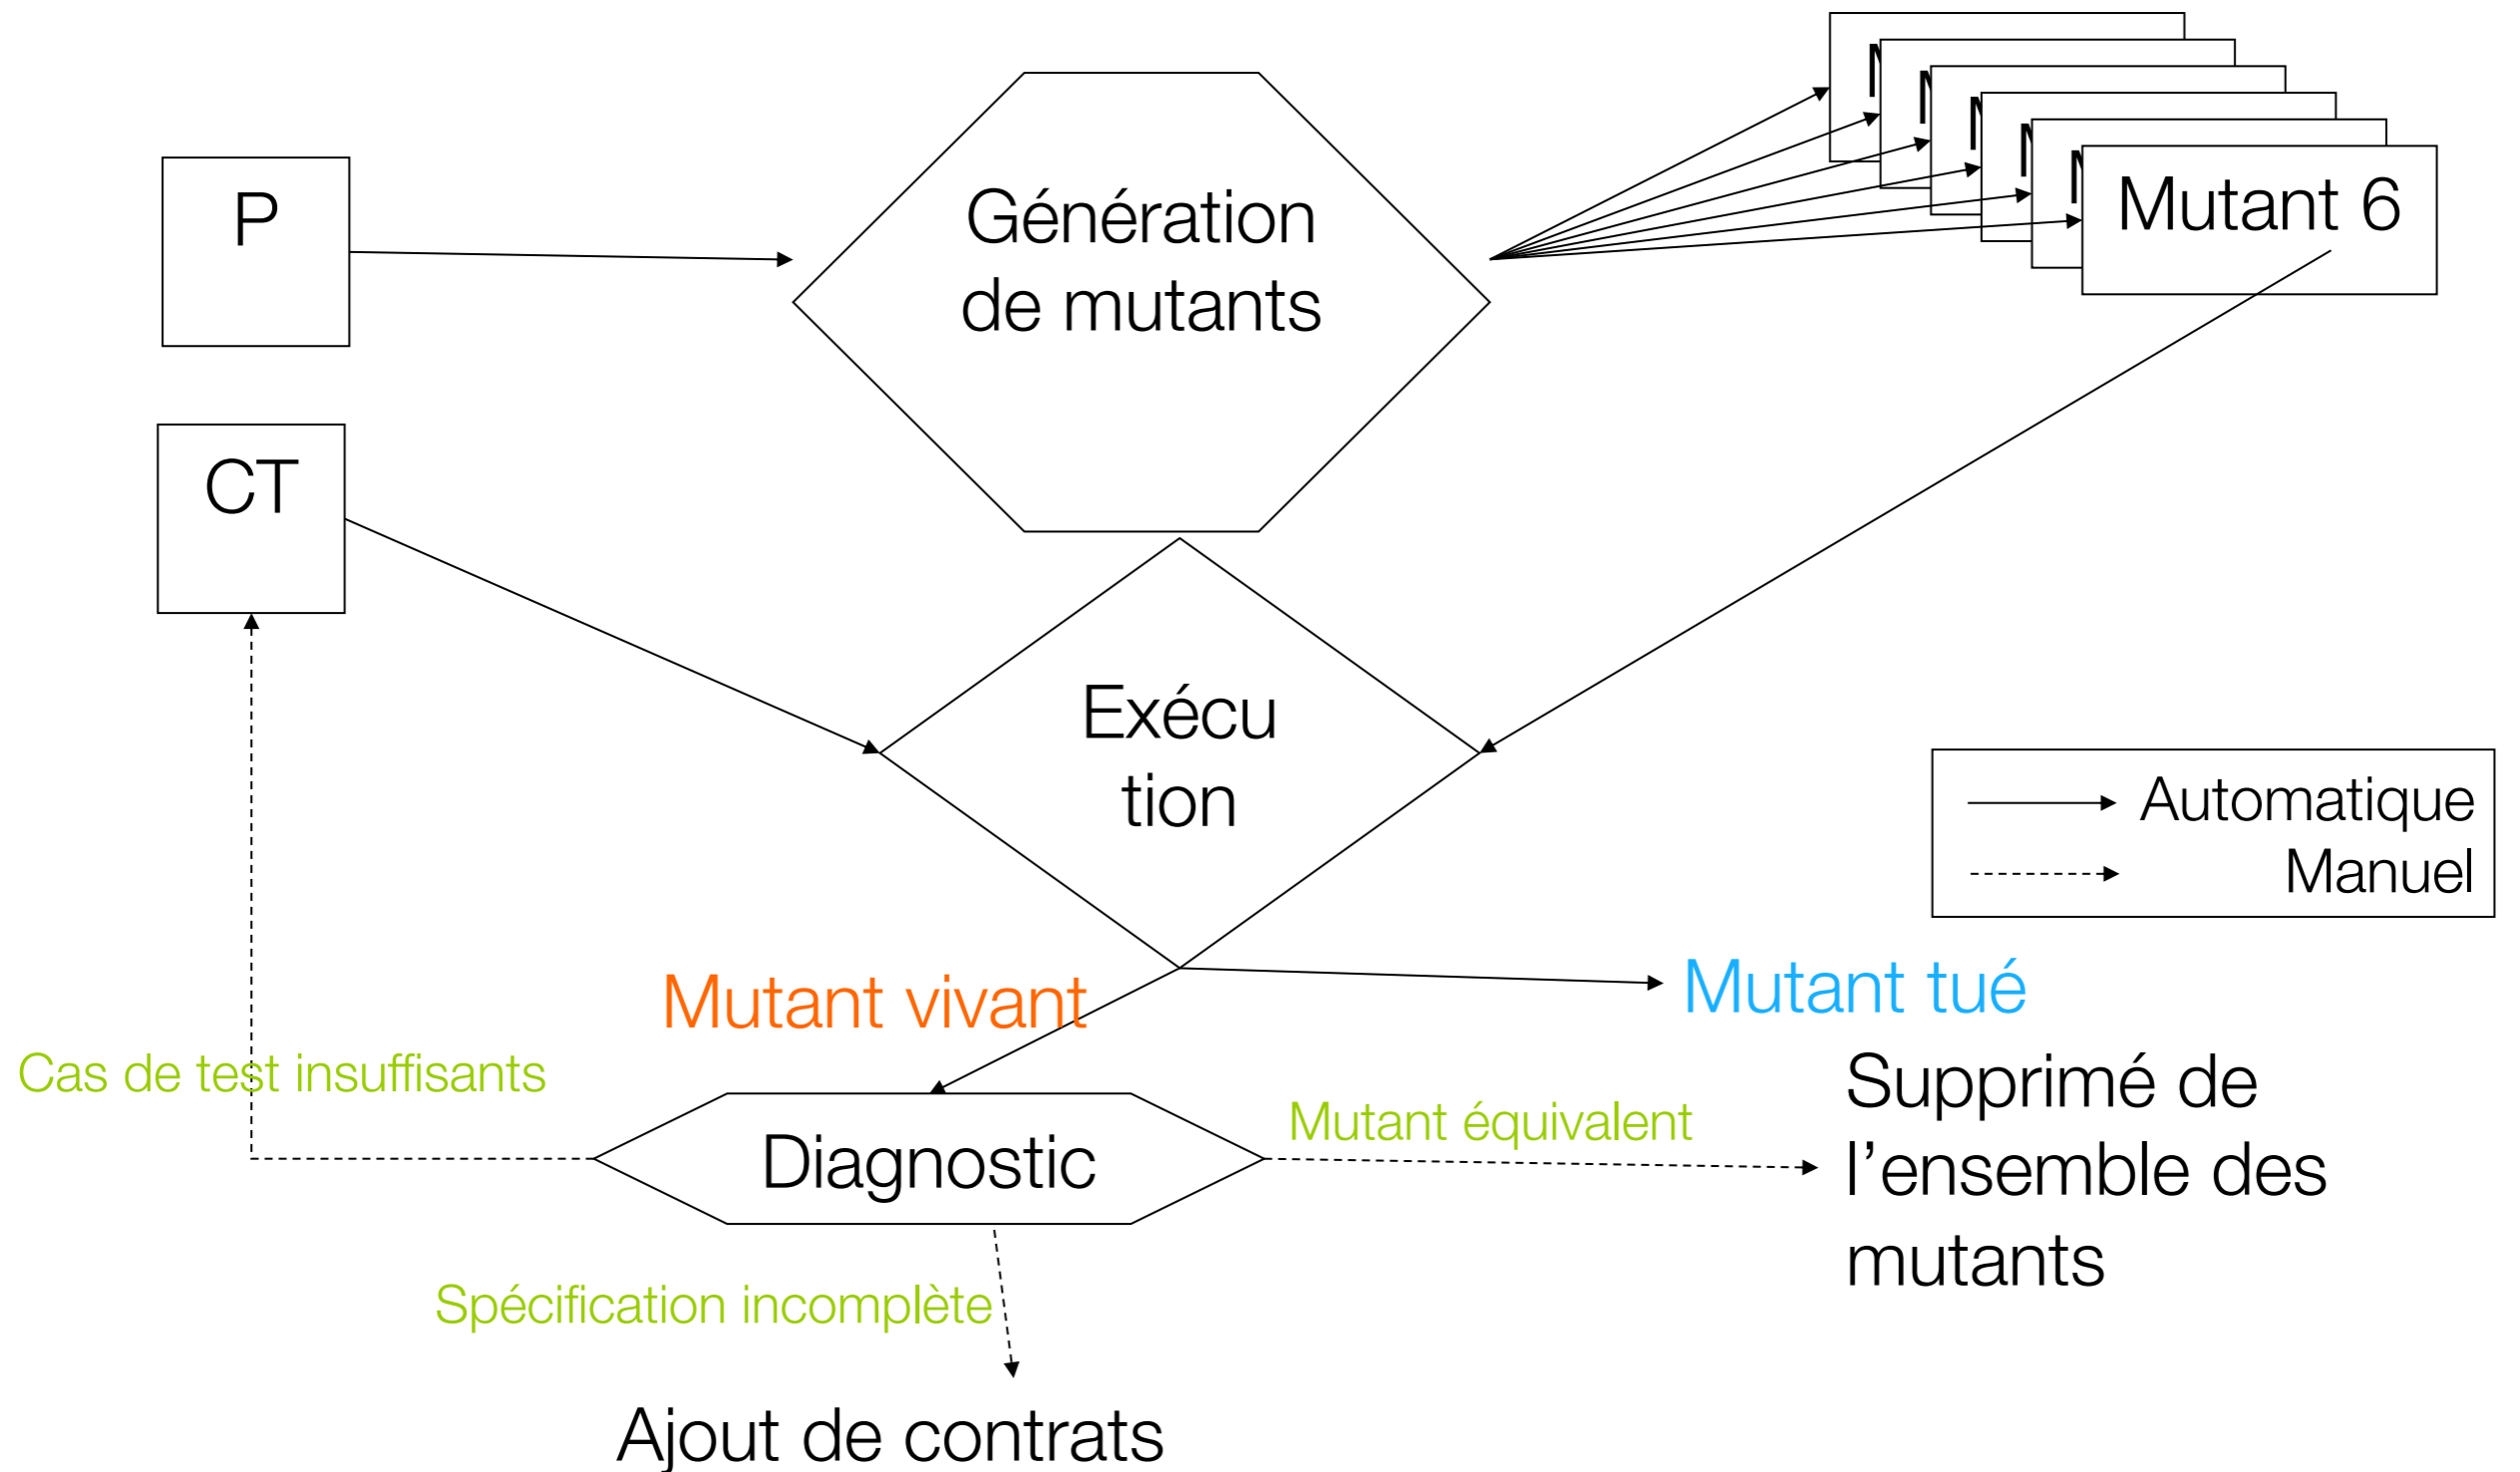 P
Génération
de mutants
Mutant 6
CT
Exécu
tion
Automatique
Manuel
Mutant vivant
Mutant tué
Cas de test insuffisants
Diagnostic
Mutant équivalent
Supprimé de
l’ensemble des
mutants
Spécification incomplète
Ajout de contrats